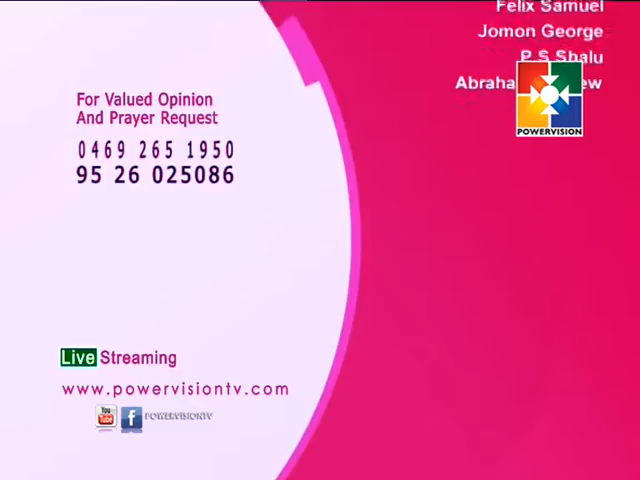 Felix Samuel
Jomon George
P S Shalu
POWERVISION
For Valued Opinion
And Prayer Request
0469 265 1950
95 26 025086
Live Streaming
www.powervisiontv.com
You Tube f POWERVISIONTV